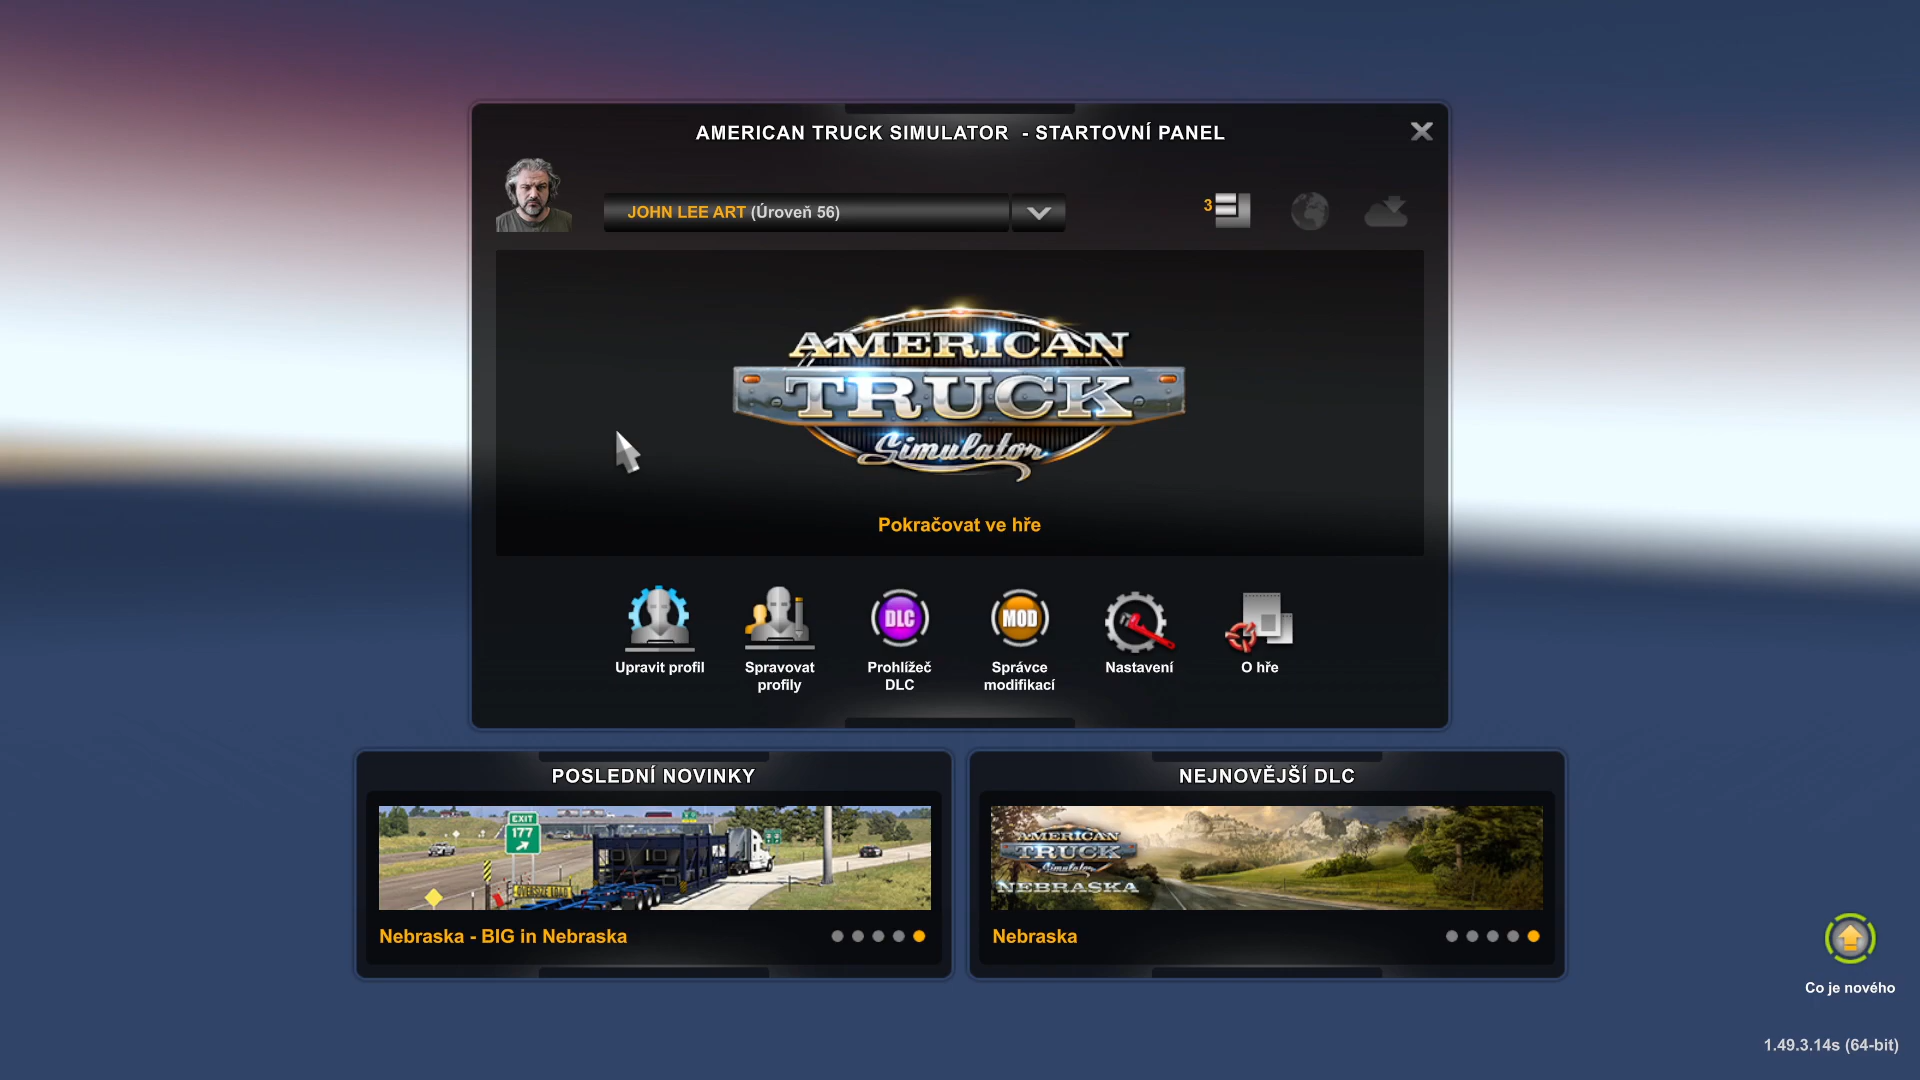 AMERICAN TRUCK SIMULATOR - STARTOVNÍ PANEL
JOHN LEE ART (Úroveň 56)
3
AMERICAN
TRUCK
Simulator
Pokračovat ve hře
DLC
MOD
Upravit profil
Spravovat
profily
Prohlížeč
DLC
Správce
modifikací
Nastavení
O hře
POSLEDNÍ NOVINKY
EXIT
177
OVERSIZE LOAD
Nebraska - BIG in Nebraska
NEJNOVĚJŠÍ DLC
AMERICAN
TRUCK
Simulator
NEBRASKA
Nebraska
Co je nového
1.49.3.14s (64-bit)